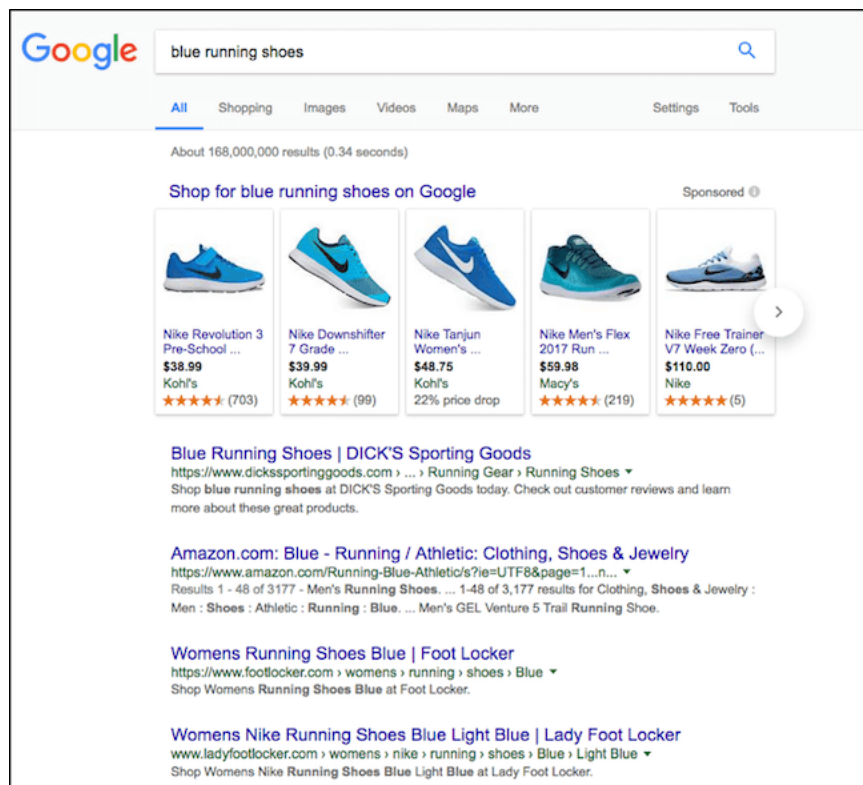 Google
blue running shoes
All Shopping Images Videos Maps More Settings Tools
About 168,000,000 results (0.34 seconds)
Shop for blue running shoes on Google
Sponsored
Nike Revolution 3
Pre-School ...
$38.99
Kohl's
(703)
Nike Downshifter
7 Grade ...
$39.99
Kohl's
(99)
Nike Tanjun
Women's ...
$48.75
Kohl's
22% price drop
Nike Men's Flex
2017 Run ...
$59.98
Macy's
(219)
Nike Free Trainer
V7 Week Zero (...
$110.00
Nike
(5)
Blue Running Shoes | DICK'S Sporting Goods
https://www.dickssportinggoods.com › ... › Running Gear › Running Shoes
Shop blue running shoes at DICK'S Sporting Goods today. Check out customer reviews and learn
more about these great products.
Amazon.com: Blue - Running / Athletic: Clothing, Shoes & Jewelry
https://www.amazon.com/Running-Blue-Athletic/s?ie=UTF8&page=1...n...
Results 1 - 48 of 3177 - Men's Running Shoes. ... 1-48 of 3,177 results for Clothing, Shoes & Jewelry :
Men : Shoes : Athletic : Running : Blue. ... Men's GEL Venture 5 Trail Running Shoe.
Womens Running Shoes Blue | Foot Locker
https://www.footlocker.com › womens › running › shoes › Blue
Shop Womens Running Shoes Blue at Foot Locker.
Womens Nike Running Shoes Blue Light Blue | Lady Foot Locker
www.ladyfootlocker.com › womens › nike › running › shoes › Blue › Light Blue
Shop Womens Nike Running Shoes Blue Light Blue at Lady Foot Locker.